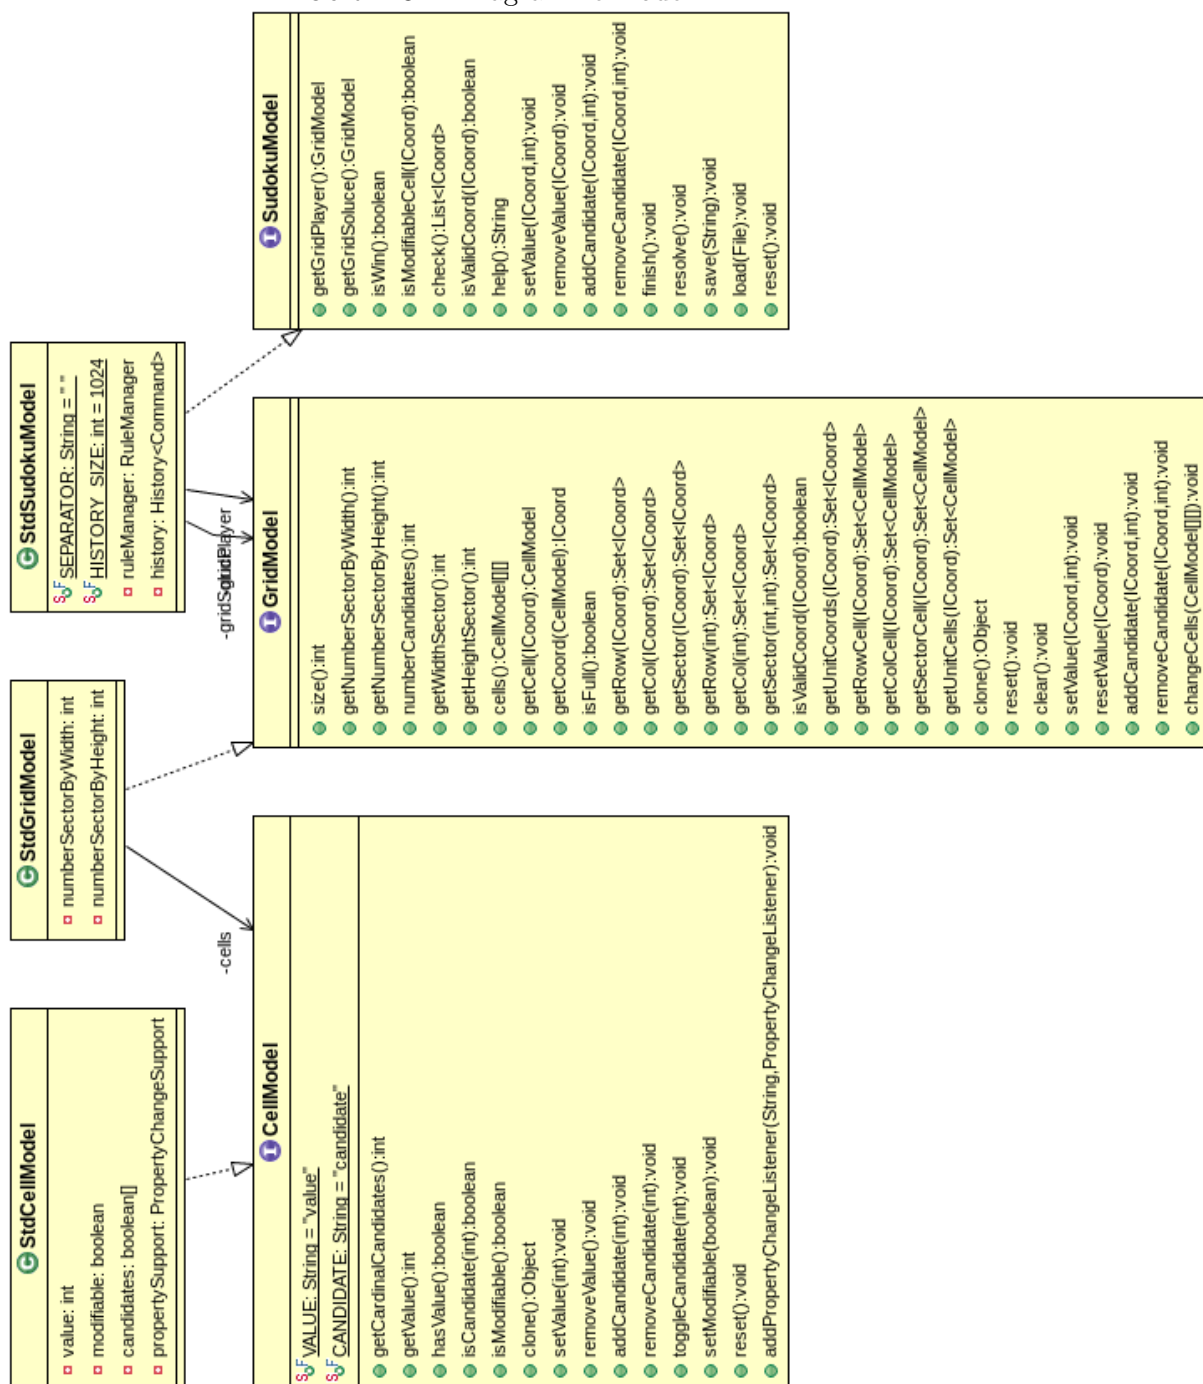 StdCellModel
value: int
modifiable: boolean
candidates: boolean[]
propertySupport: PropertyChangeSupport
StdGridModel
numberSectorByWidth: int
numberSectorByHeight: int
StdSudokuModel
SEPARATOR: String = " "
HISTORY_SIZE: int = 1024
ruleManager: RuleManager
history: History<Command>
-cells
CellModel
VALUE: String = "value"
CANDIDATE: String = "candidate"
getCardinalCandidates():int
getValue():int
hasValue():boolean
isCandidate(int):boolean
isModifiable():boolean
clone():Object
setValue(int):void
removeValue():void
addCandidate(int):void
removeCandidate(int):void
toggleCandidate(int):void
setModifiable(boolean):void
reset():void
addPropertyChangeListener(String,PropertyChangeListener):void
GridModel
size():int
getNumberSectorByWidth():int
getNumberSectorByHeight():int
numberCandidates():int
getWidthSector():int
getHeightSector():int
cells():CellModel[][]
getCell(ICoord):CellModel
getCoord(CellModel):ICoord
isFull():boolean
getRow(ICoord):Set<ICoord>
getCol(ICoord):Set<ICoord>
getSector(ICoord):Set<ICoord>
getRow(int):Set<ICoord>
getCol(int):Set<ICoord>
getSector(int,int):Set<ICoord>
isValidCoord(ICoord):boolean
getUnitCoords(ICoord):Set<ICoord>
getRowCell(ICoord):Set<CellModel>
getColCell(ICoord):Set<CellModel>
getSectorCell(ICoord):Set<CellModel>
getUnitCells(ICoord):Set<CellModel>
clone():Object
reset():void
clear():void
setValue(ICoord,int):void
resetValue(ICoord):void
addCandidate(ICoord,int):void
removeCandidate(ICoord,int):void
changeCells(CellModel[][]):void
SudokuModel
getGridPlayer():GridModel
getGridSoluce():GridModel
isWin():boolean
isModifiableCell(ICoord):boolean
check():List<ICoord>
isValidCoord(ICoord):boolean
help():String
setValue(ICoord,int):void
removeValue(ICoord):void
addCandidate(ICoord,int):void
removeCandidate(ICoord,int):void
finish():void
resolve():void
save(String):void
load(File):void
reset():void